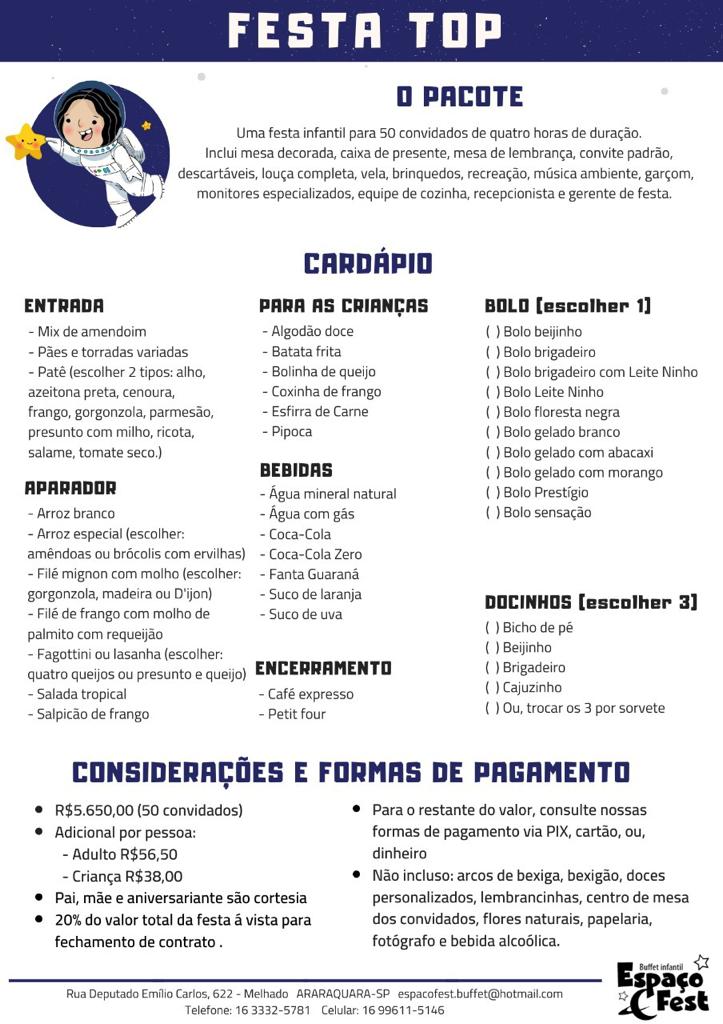 FESTA TOP
O PACOTE
Uma festa infantil para 50 convidados de quatro horas de duração.
Inclui mesa decorada, caixa de presente, mesa de lembrança, convite padrão,
descartáveis, louça completa, vela, brinquedos, recreação, música ambiente, garçom,
monitores especializados, equipe de cozinha, recepcionista e gerente de festa.
CARDÁPIO
ENTRADA
- Mix de amendoim
- Pães e torradas variadas
- Patê (escolher 2 tipos: alho,
azeitona preta, cenoura,
frango, gorgonzola, parmesão,
presunto com milho, ricota,
salame, tomate seco.)
APARADOR
- Arroz branco
- Arroz especial (escolher:
amêndoas ou brócolis com ervilhas)
- Filé mignon com molho (escolher:
gorgonzola, madeira ou D'ijon)
- Filé de frango com molho de
palmito com requeijão
- Fagottini ou lasanha (escolher:
quatro queijos ou presunto e queijo)
- Salada tropical
- Salpicão de frango
PARA AS CRIANÇAS
- Algodão doce
- Batata frita
- Bolinha de queijo
- Coxinha de frango
- Esfirra de Carne
- Pipoca
BEBIDAS
- Água mineral natural
- Água com gás
- Coca-Cola
- Coca-Cola Zero
- Fanta Guaraná
- Suco de laranja
- Suco de uva
ENCERRAMENTO
- Café expresso
- Petit four
BOLO [escolher 1]
( ) Bolo beijinho
( ) Bolo brigadeiro
( ) Bolo brigadeiro com Leite Ninho
( ) Bolo Leite Ninho
( ) Bolo floresta negra
( ) Bolo gelado branco
( ) Bolo gelado com abacaxi
( ) Bolo gelado com morango
( ) Bolo Prestígio
( ) Bolo sensação
DOCINHOS [escolher 3]
( ) Bicho de pé
( ) Beijinho
( ) Brigadeiro
( ) Cajuzinho
( ) Ou, trocar os 3 por sorvete
CONSIDERAÇÕES E FORMAS DE PAGAMENTO
• R$5.650,00 (50 convidados)
• Adicional por pessoa:
- Adulto R$56,50
- Criança R$38,00
• Pai, mãe e aniversariante são cortesia
• 20% do valor total da festa á vista para
fechamento de contrato .
• Para o restante do valor, consulte nossas
formas de pagamento via PIX, cartão, ou,
dinheiro
• Não incluso: arcos de bexiga, bexigão, doces
personalizados, lembrancinhas, centro de mesa
dos convidados, flores naturais, papelaria,
fotógrafo e bebida alcoólica.
Rua Deputado Emílio Carlos, 622 - Melhado ARARAQUARA-SP espacofest.buffet@hotmail.com
Telefone: 16 3332-5781 Celular: 16 99611-5146
Buffet infantil
Espaço
Fest